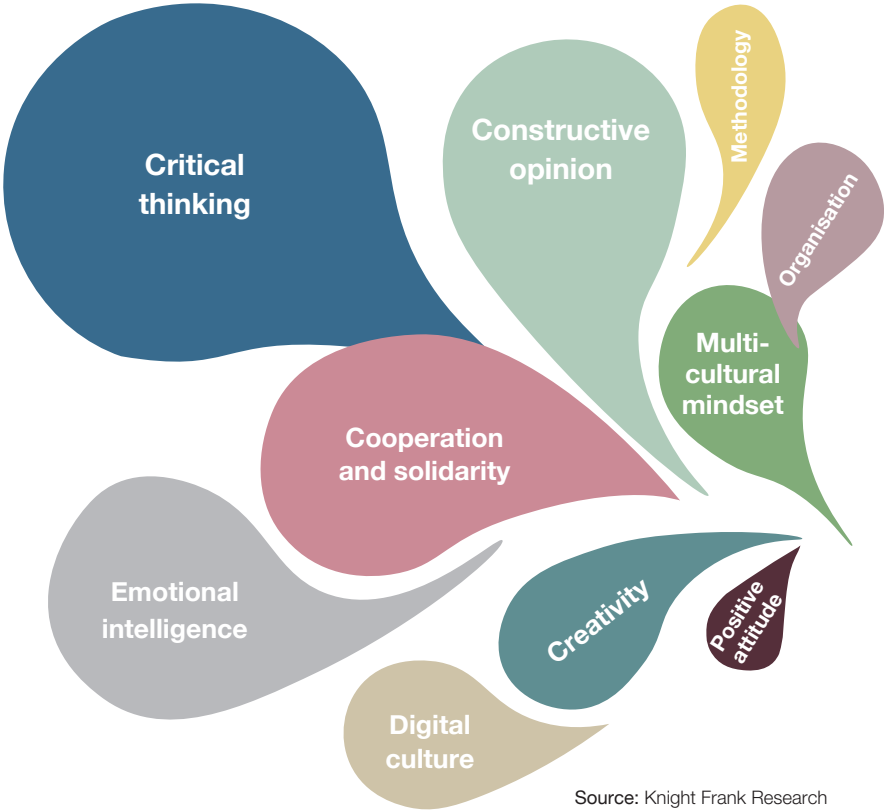 Critical
thinking
Constructive
opinion
Methodology
Organisation
Multi-
cultural
mindset
Cooperation
and solidarity
Emotional
intelligence
Creativity
Positive
attitude
Digital
culture
Source: Knight Frank Research